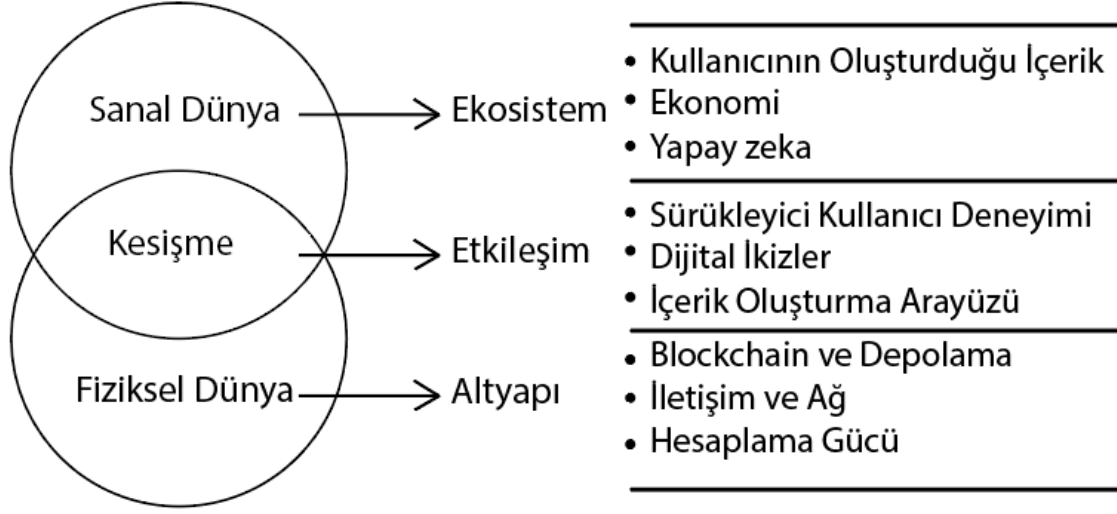 Sanal Dünya
Ekosistem
• Kullanıcının Oluşturduğu İçerik
• Ekonomi
• Yapay zeka
Kesişme
Etkileşim
• Sürükleyici Kullanıcı Deneyimi
• Dijital İkizler
• İçerik Oluşturma Arayüzü
Fiziksel Dünya
Altyapı
• Blockchain ve Depolama
• İletişim ve Ağ
• Hesaplama Gücü